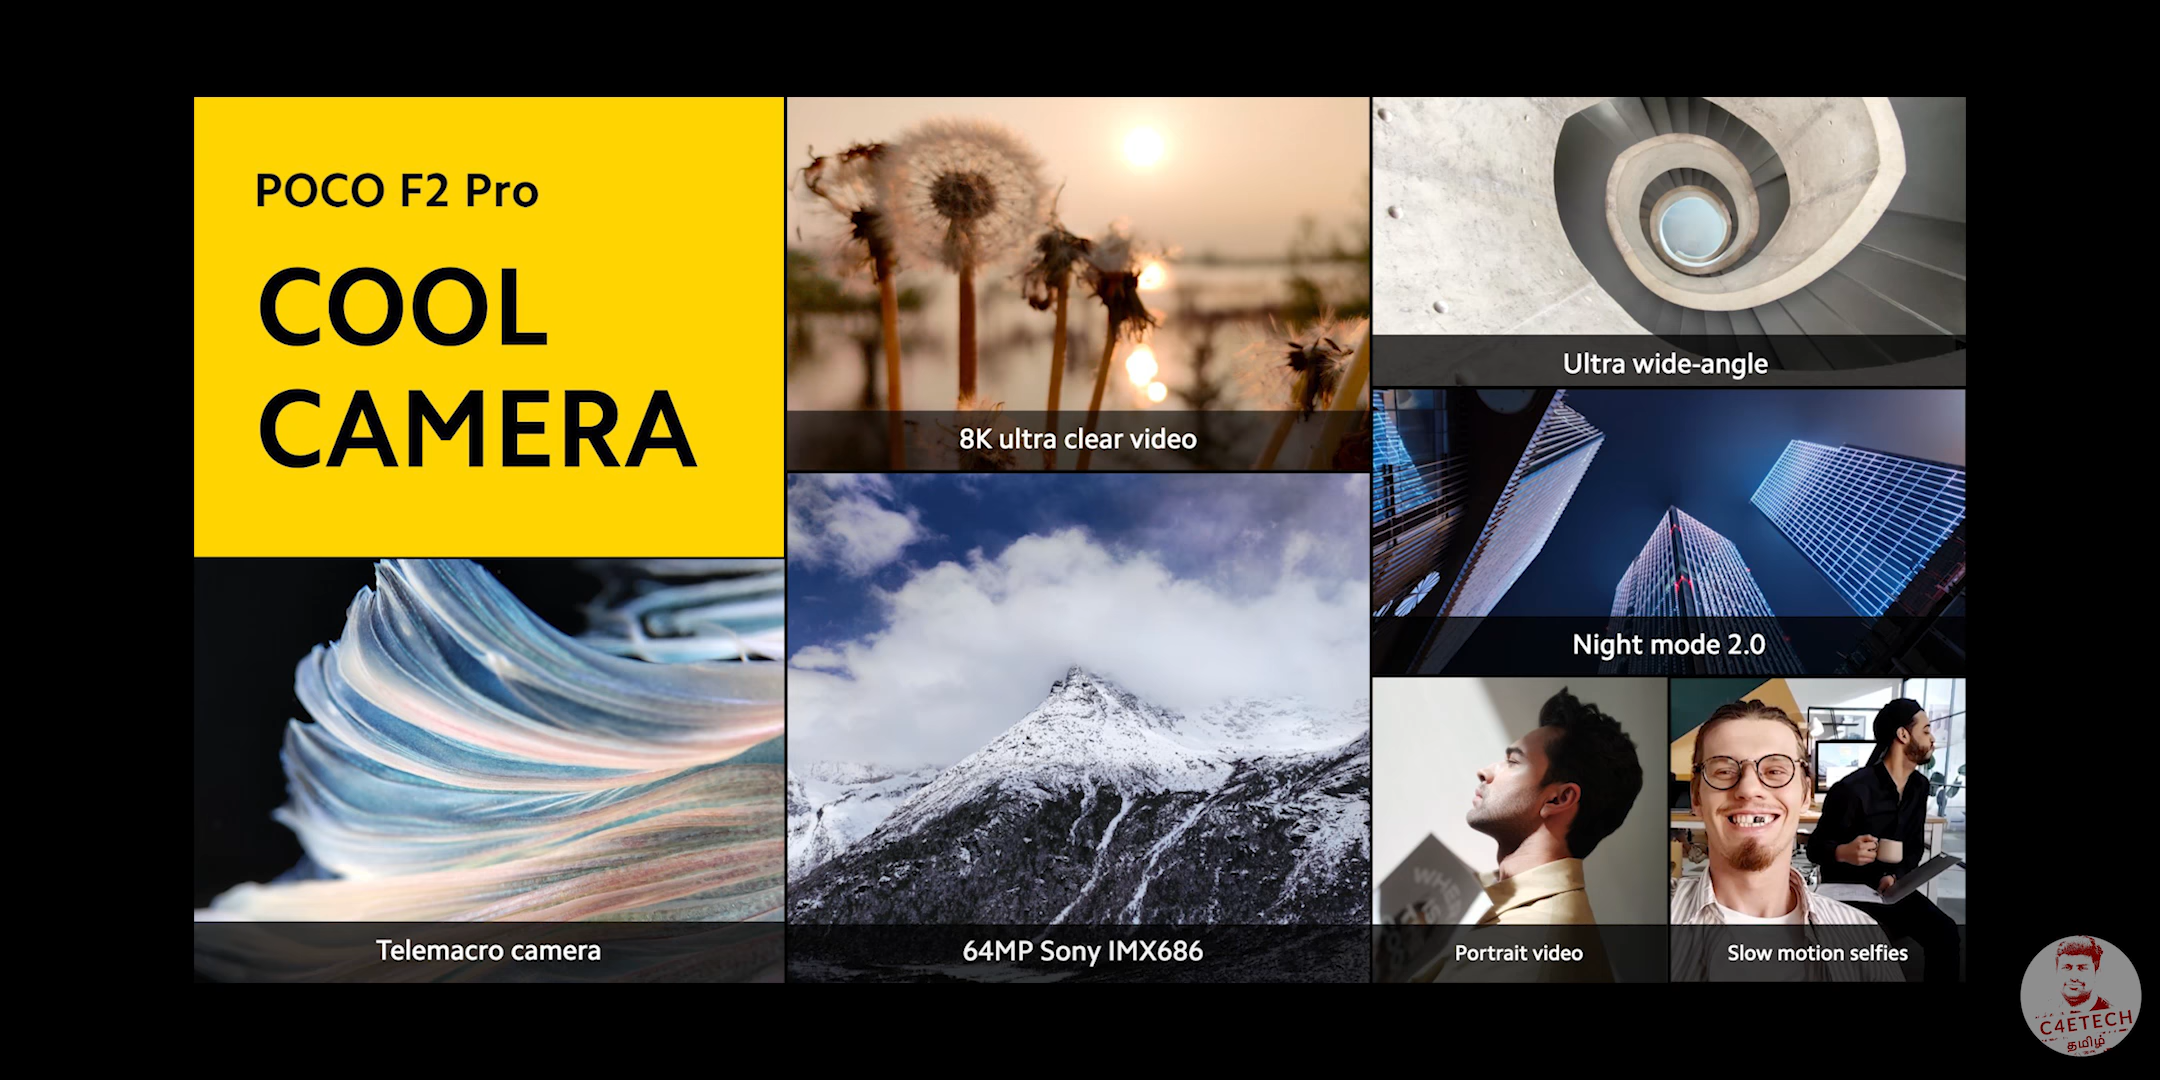 POCO F2 Pro
COOL
CAMERA
8K ultra clear video
Ultra wide-angle
Night mode 2.0
Telemacro camera
64MP Sony IMX686
Portrait video
Slow motion selfies
C4ETECH
தமிழ்